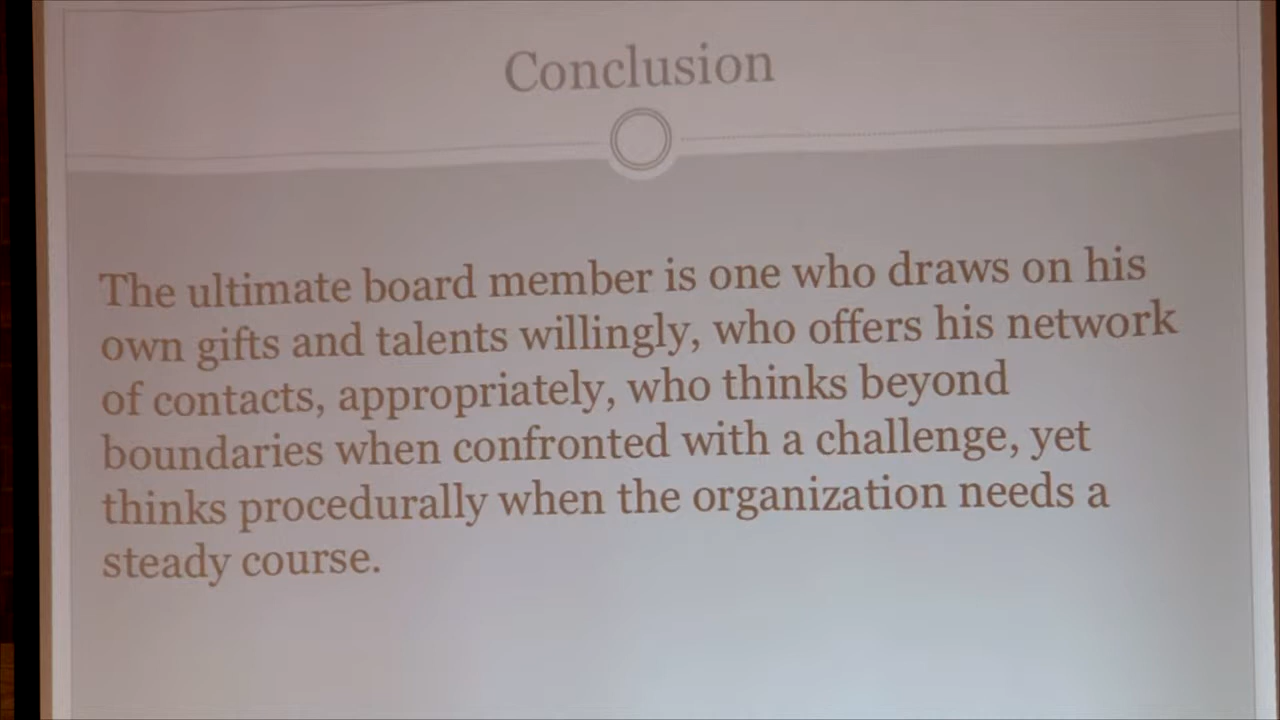 Conclusion
The ultimate board member is one who draws on his
own gifts and talents willingly, who offers his network
of contacts, appropriately, who thinks beyond
boundaries when confronted with a challenge, yet
thinks procedurally when the organization needs a
steady course.